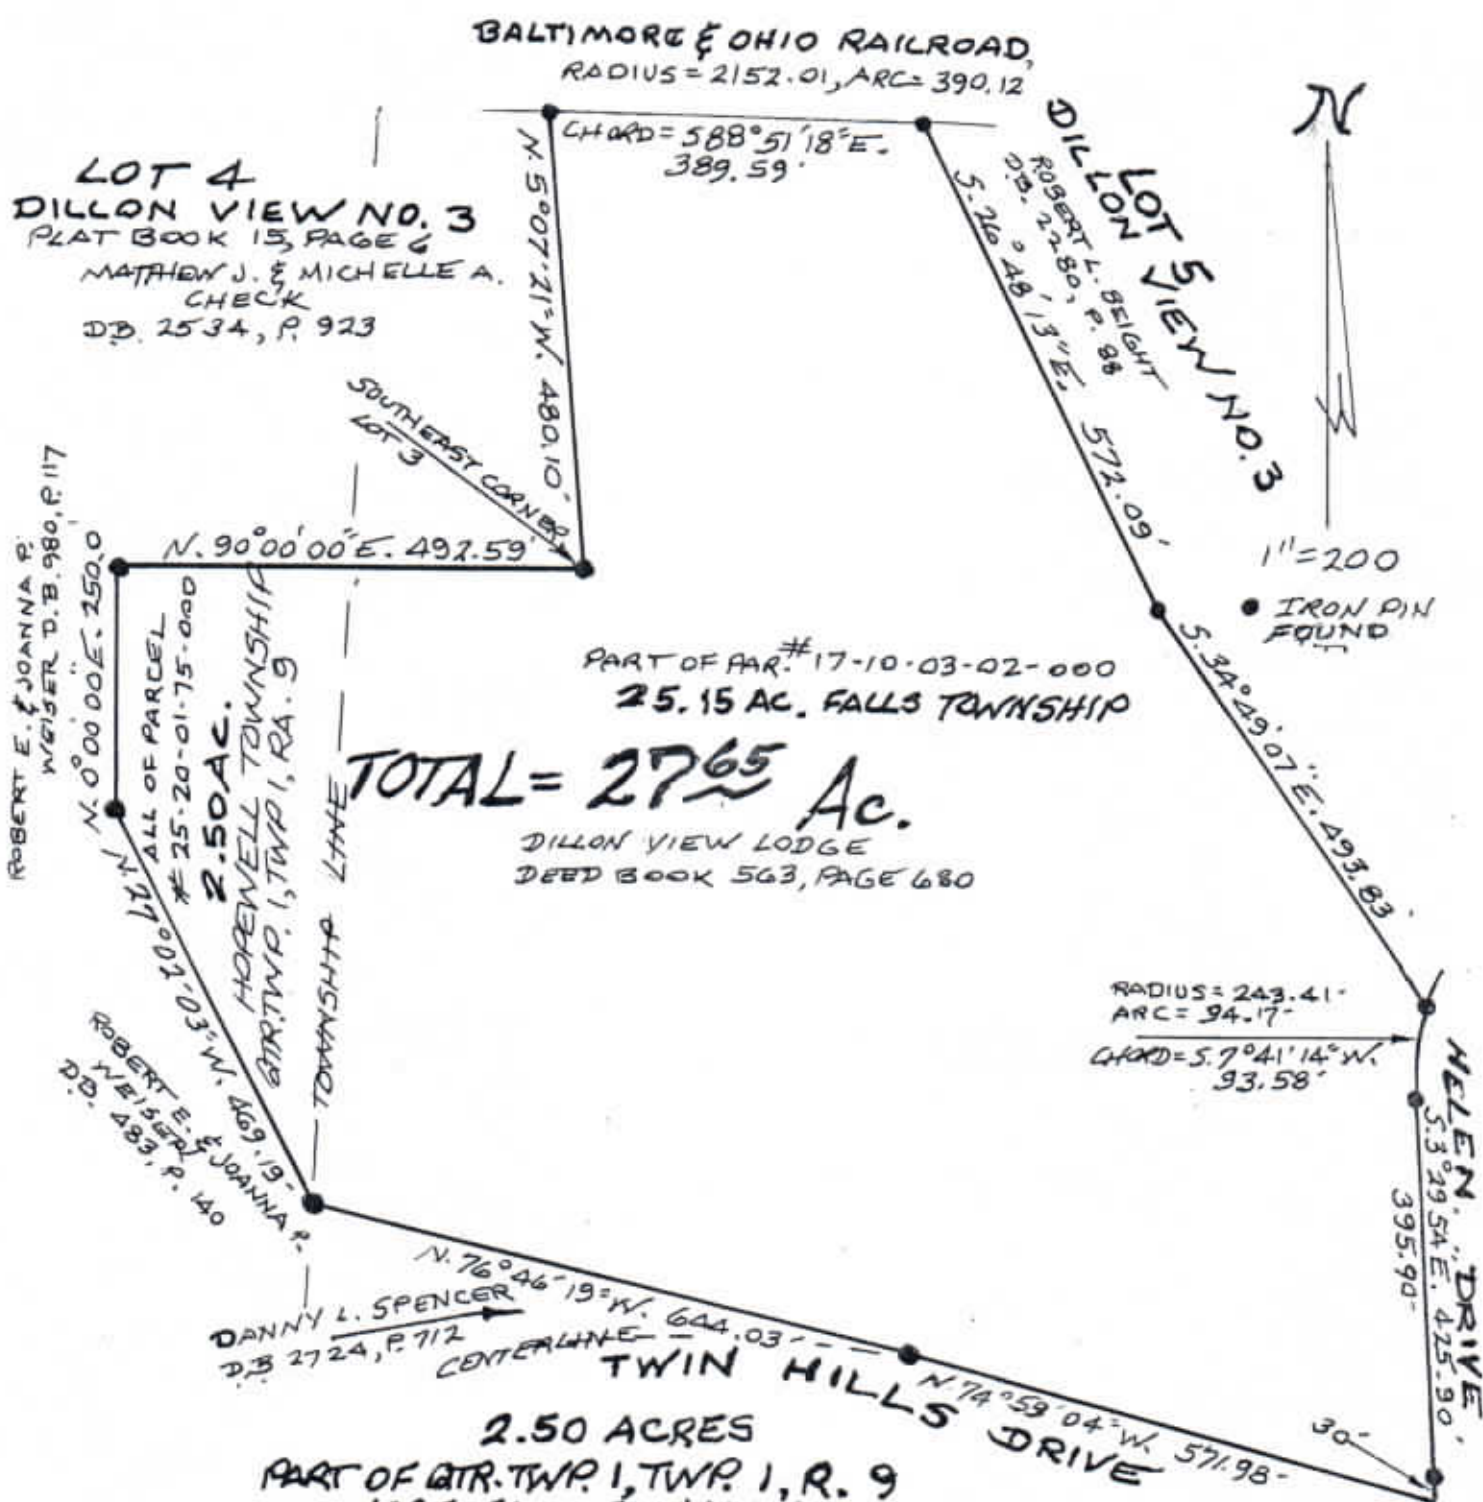 BALTIMORE & OHIO RAILROAD,
RADIUS = 2152.01, ARC= 390.12
CHORD= S88°51'18"E.
389.59'
N
LOT 4
DILLON VIEW NO. 3
PLAT BOOK 15, PAGE 6
MATTHEW J. & MICHELLE A.
CHECK
D.B. 2534, P. 923
N. 5°07'21"W. 480.10'
LOT 5
DILLON VIEW NO. 3
ROBERT L. BEIGHT
D.B. 2280, P. 88
S. 26°48'13"E. 572.09'
SOUTHEAST CORNER
LOT 3
N. 90°00'00"E. 492.59'
1"=200
IRON PIN
FOUND
ROBERT E. & JOANNA P.
WEISER D.B. 980, P. 117
N. 0°00'00"E. 250.0'
ALL OF PARCEL
# 25-20-01-75-000
2.50 AC.
HOPEWELL TOWNSHIP
QTR.TWP. 1, TWP 1, RA. 9
TOWNSHIP LINE
PART OF PAR. # 17-10-03-02-000
25.15 AC. FALLS TOWNSHIP
TOTAL = 27.65 Ac.
DILLON VIEW LODGE
DEED BOOK 563, PAGE 680
S. 34°49'07"E. 493.83'
N. 27°02'03"W. 469.19'
ROBERT E. & JOANNA P.
WEISER
D.B. 483, P. 140
RADIUS= 243.41'
ARC= 94.17'
CHORD= S.7°41'14"W.
93.58'
HELEN DRIVE
S.3°29'54"E. 425.90'
395.90'
N. 76°46'19"W. 644.03'
DANNY L. SPENCER
D.B. 2724, P. 712
CENTERLINE
TWIN HILLS DRIVE
N. 74°59'04"W. 571.98'
30'
2.50 ACRES
PART OF QTR. TWP. 1, TWP. 1, R. 9